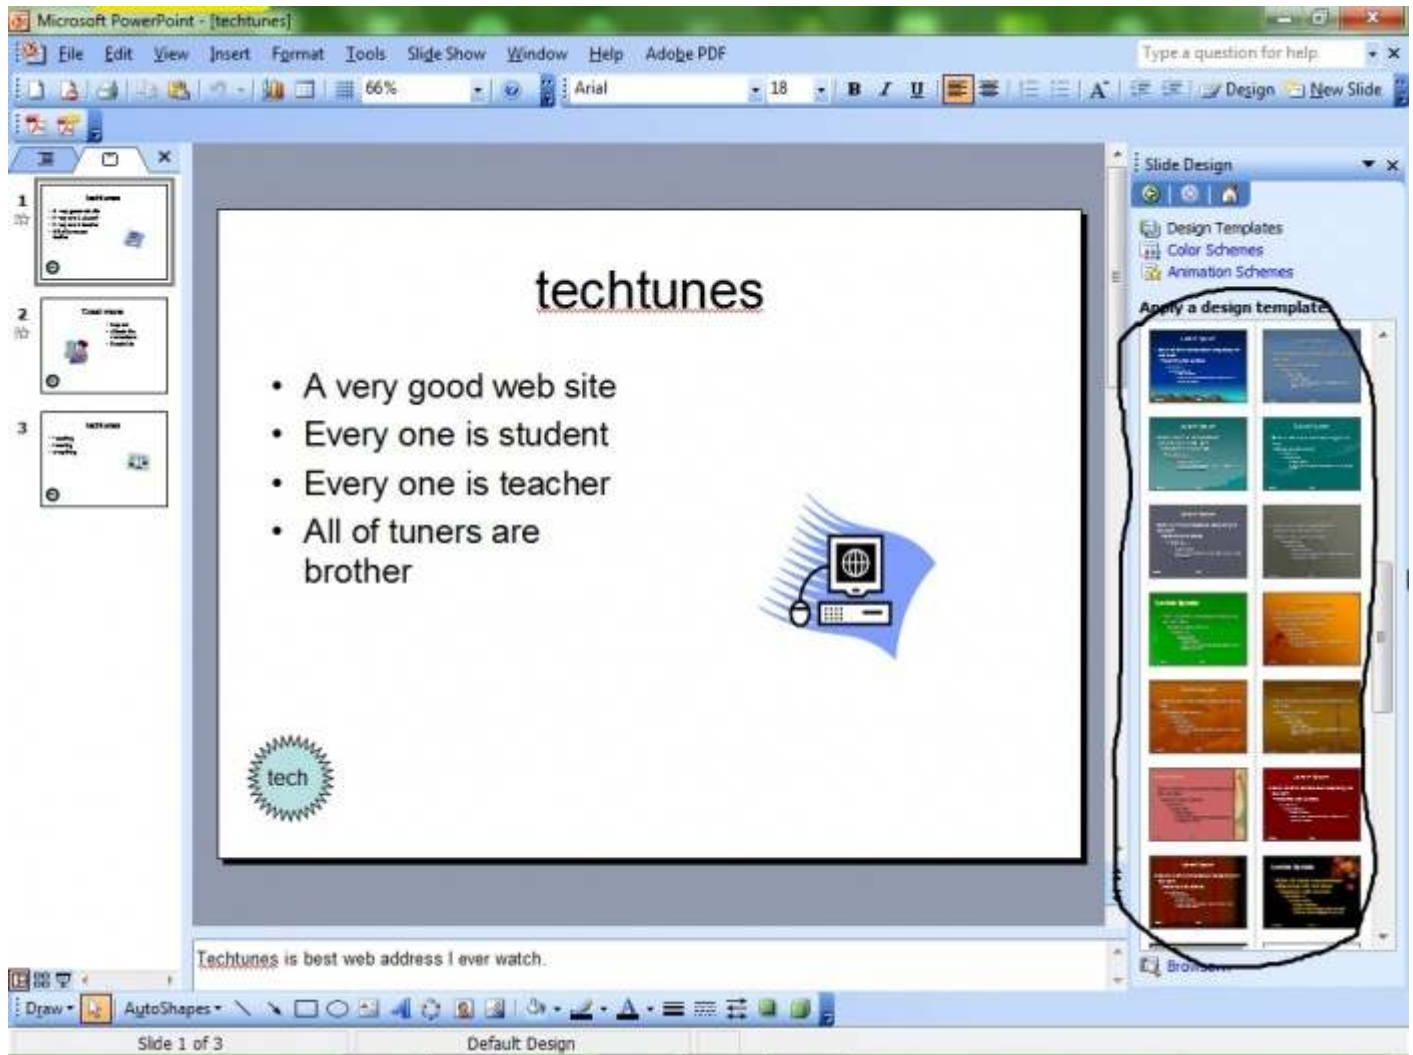 Microsoft PowerPoint - [techtunes]
File Edit View Insert Format Tools Slide Show Window Help Adobe PDF
Type a question for help
66% Arial 18 B I U A Design New Slide
Slide Design
Design Templates
Color Schemes
Animation Schemes
Apply a design template
1
2
3
techtunes
• A very good web site
• Every one is student
• Every one is teacher
• All of tuners are
brother
tech
Techtunes is best web address I ever watch.
Draw AutoShapes A
Slide 1 of 3 Default Design